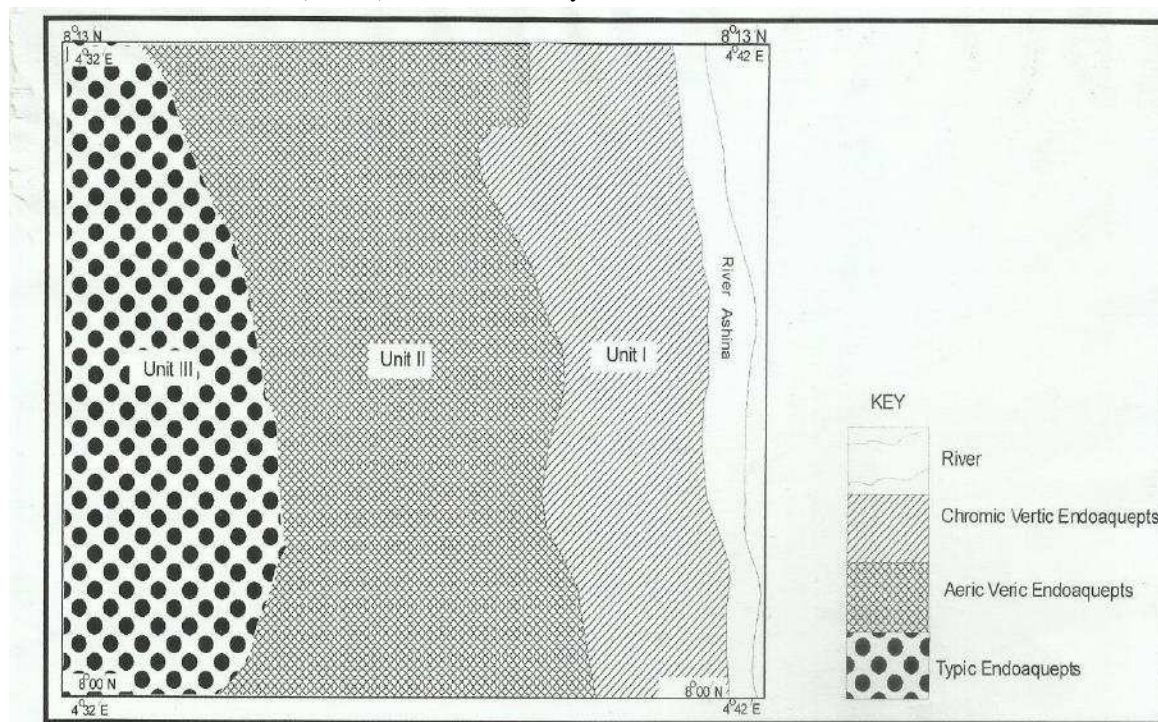 8°13 N
8°13 N
4°32 E
4°42 E
River Ashina
Unit III
Unit II
Unit I
KEY
River
Chromic Vertic Endoaquepts
Aeric Veric Endoaquepts
Typic Endoaquepts
8°00 N
8°00 N
4°32 E
4°42 E